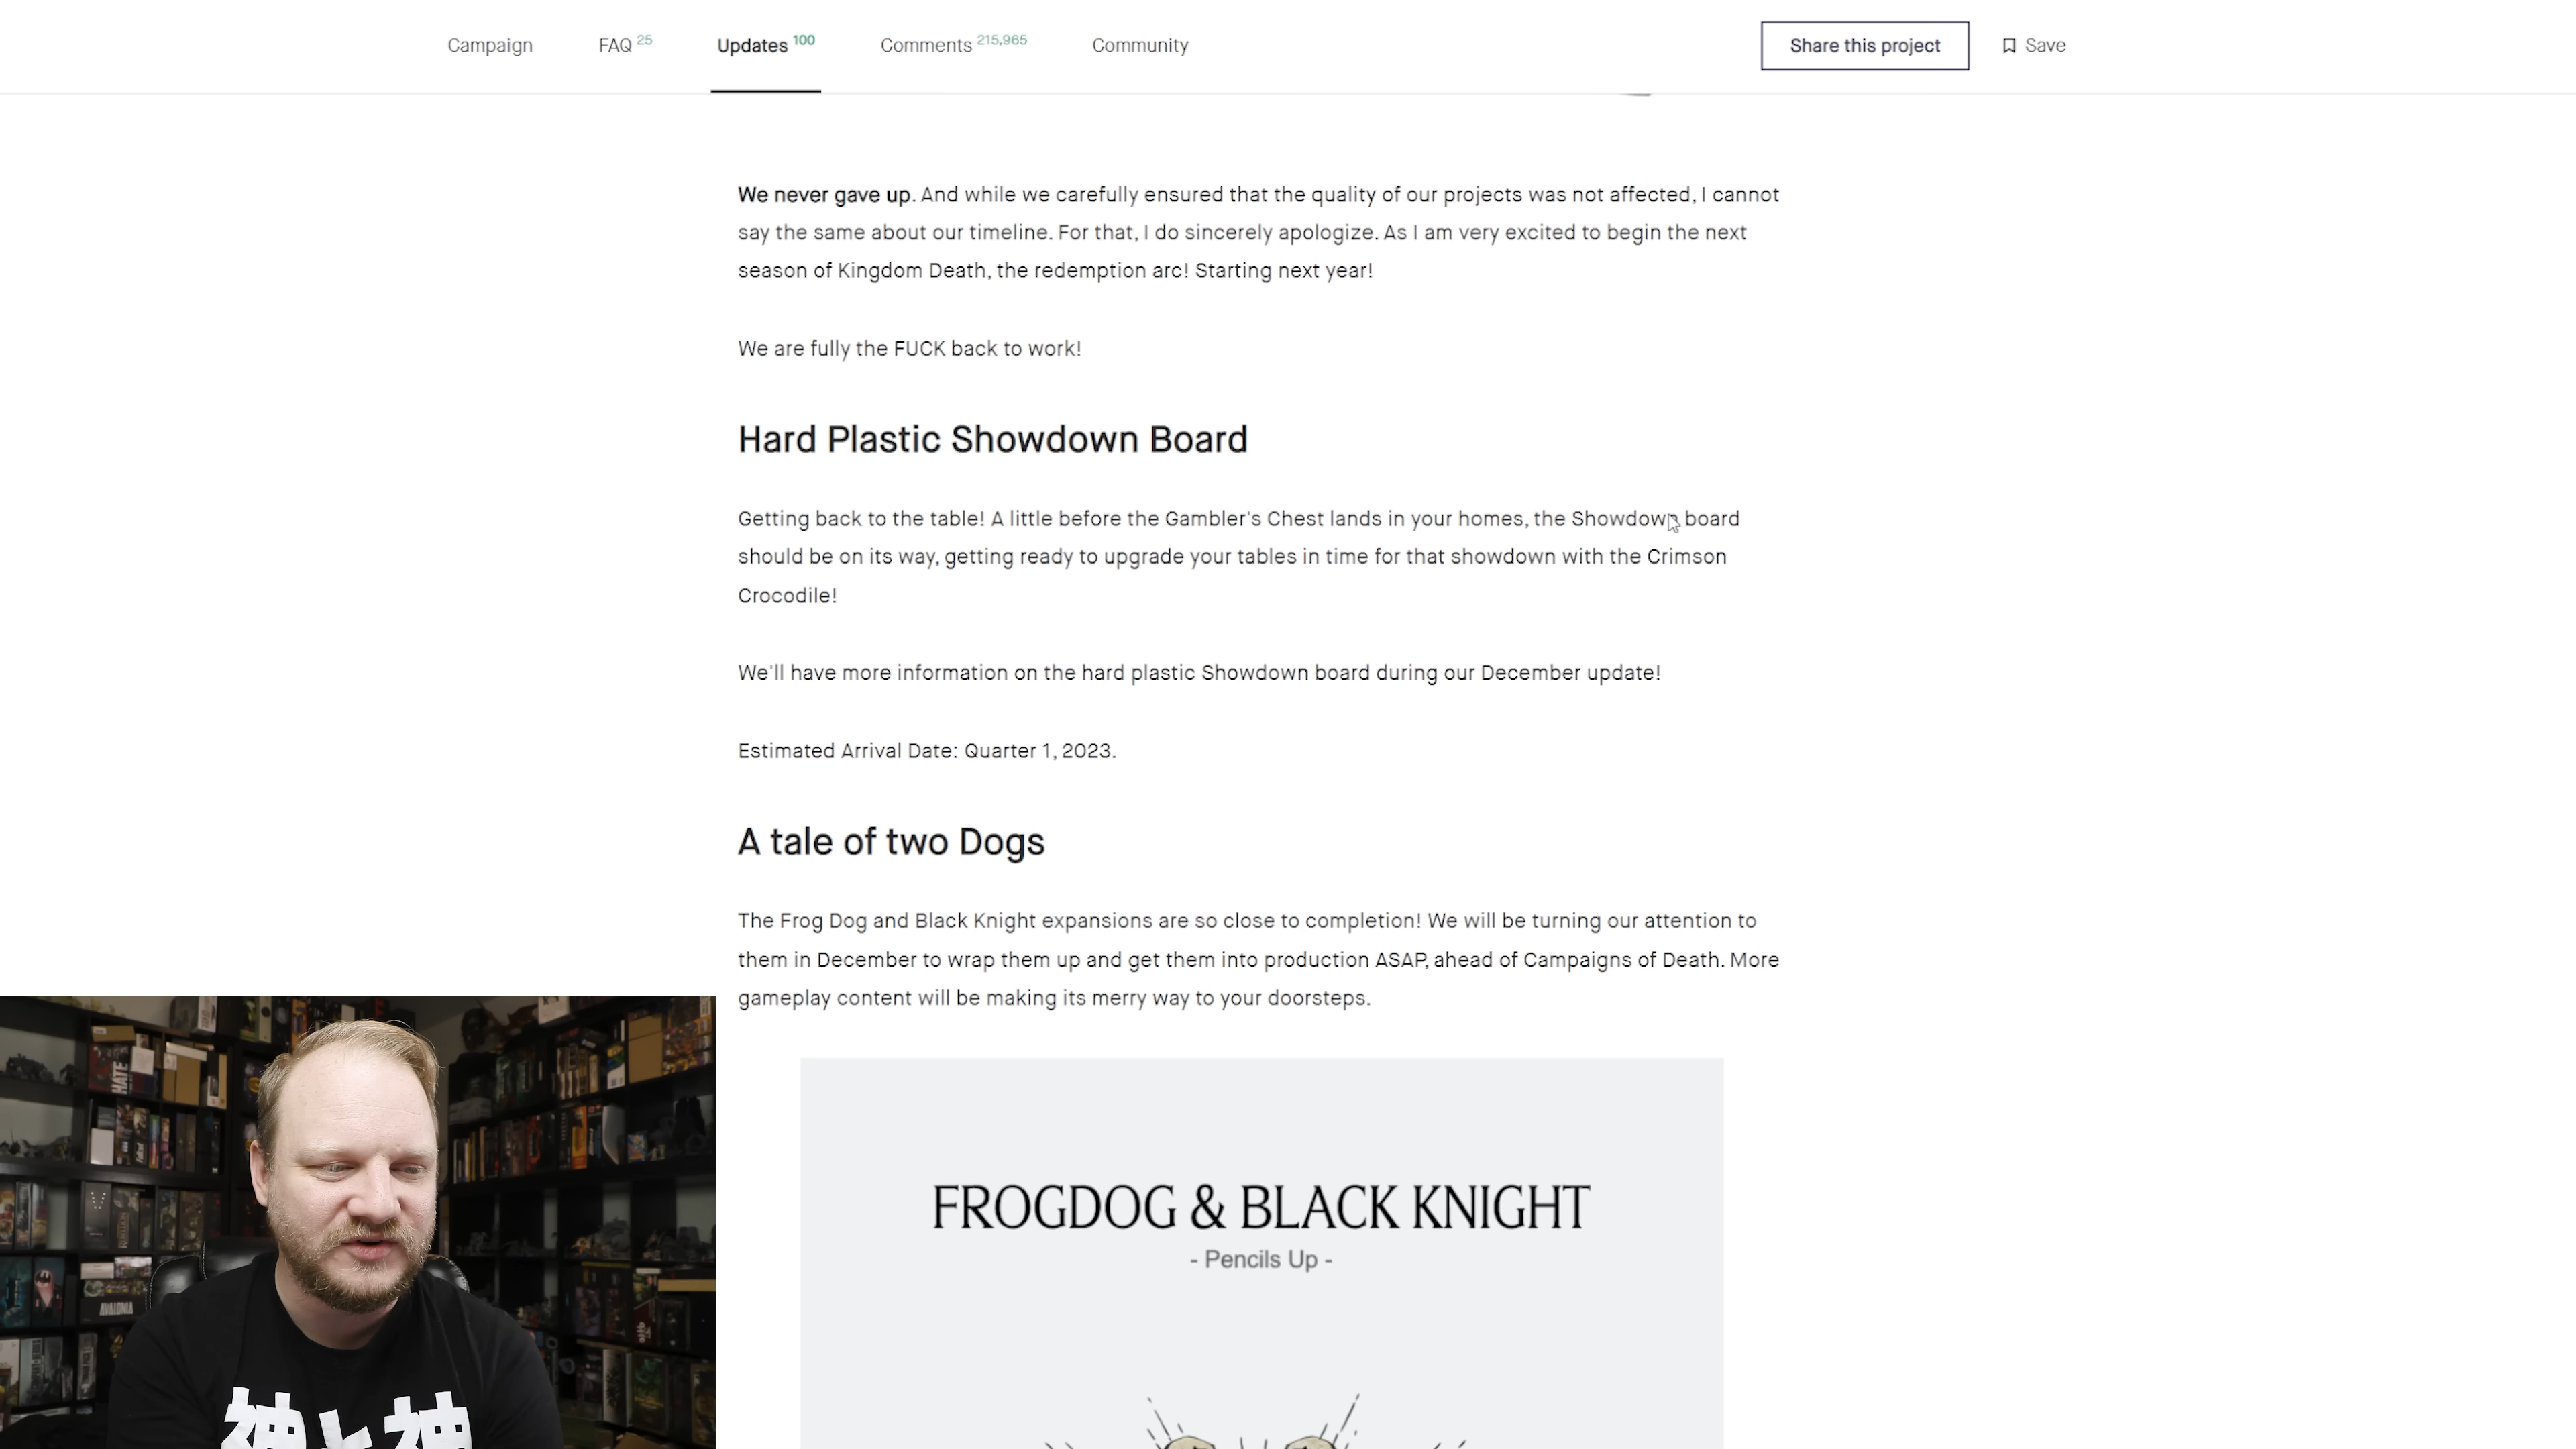 Campaign
FAQ 25
Updates 100
Comments 215,965
Community
Share this project
Save
We never gave up. And while we carefully ensured that the quality of our projects was not affected, I cannot
say the same about our timeline. For that, I do sincerely apologize. As I am very excited to begin the next
season of Kingdom Death, the redemption arc! Starting next year!
We are fully the FUCK back to work!
Hard Plastic Showdown Board
Getting back to the table! A little before the Gambler's Chest lands in your homes, the Showdown board
should be on its way, getting ready to upgrade your tables in time for that showdown with the Crimson
Crocodile!
We'll have more information on the hard plastic Showdown board during our December update!
Estimated Arrival Date: Quarter 1, 2023.
A tale of two Dogs
The Frog Dog and Black Knight expansions are so close to completion! We will be turning our attention to
them in December to wrap them up and get them into production ASAP, ahead of Campaigns of Death. More
gameplay content will be making its merry way to your doorsteps.
FROGDOG & BLACK KNIGHT
- Pencils Up -
HATE
AVALONIA
神と神